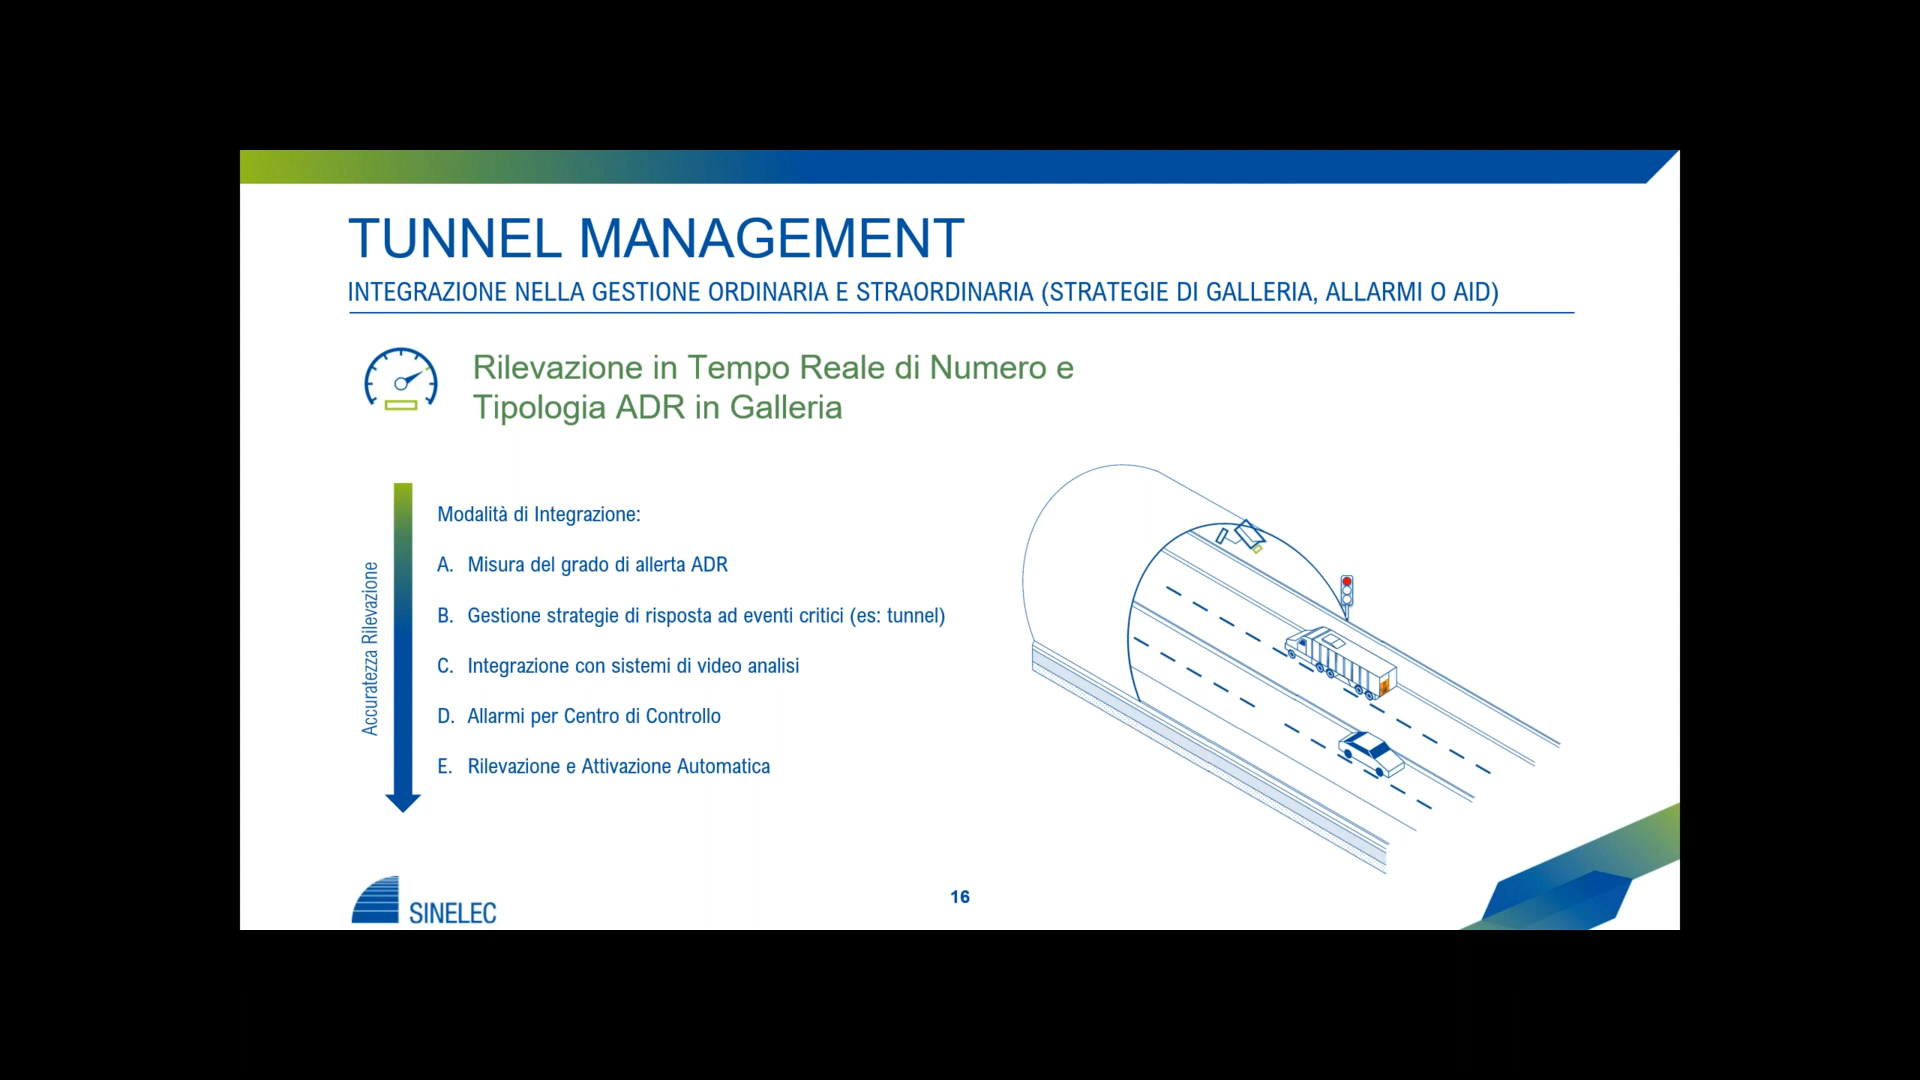 TUNNEL MANAGEMENT
INTEGRAZIONE NELLA GESTIONE ORDINARIA E STRAORDINARIA (STRATEGIE DI GALLERIA, ALLARMI O AID)
Rilevazione in Tempo Reale di Numero e
Tipologia ADR in Galleria
Accuratezza Rilevazione
Modalità di Integrazione:
A. Misura del grado di allerta ADR
B. Gestione strategie di risposta ad eventi critici (es: tunnel)
C. Integrazione con sistemi di video analisi
D. Allarmi per Centro di Controllo
E. Rilevazione e Attivazione Automatica
SINELEC
16